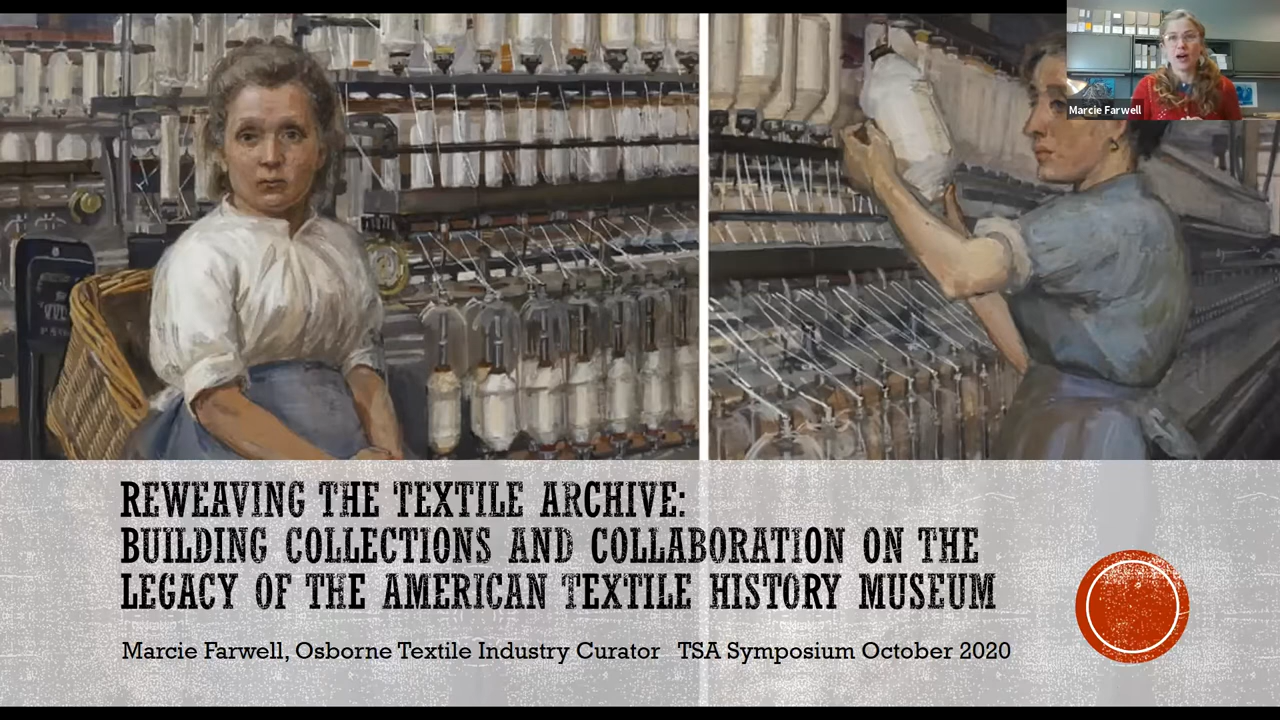 Marcie Farwell
REWEAVING THE TEXTILE ARCHIVE:
BUILDING COLLECTIONS AND COLLABORATION ON THE
LEGACY OF THE AMERICAN TEXTILE HISTORY MUSEUM
Marcie Farwell, Osborne Textile Industry Curator TSA Symposium October 2020